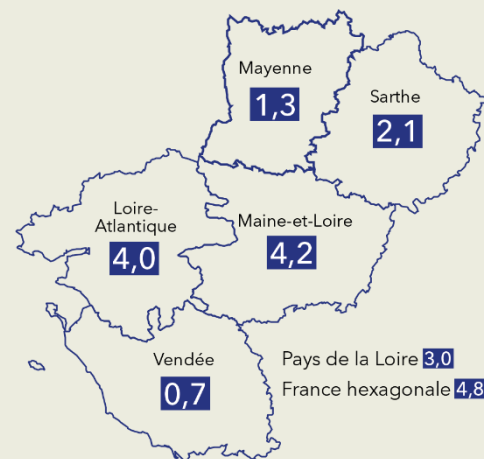 Mayenne
1,3
Sarthe
2,1
Loire-
Atlantique
4,0
Maine-et-Loire
4,2
Vendée
0,7
Pays de la Loire 3,0
France hexagonale 4,8